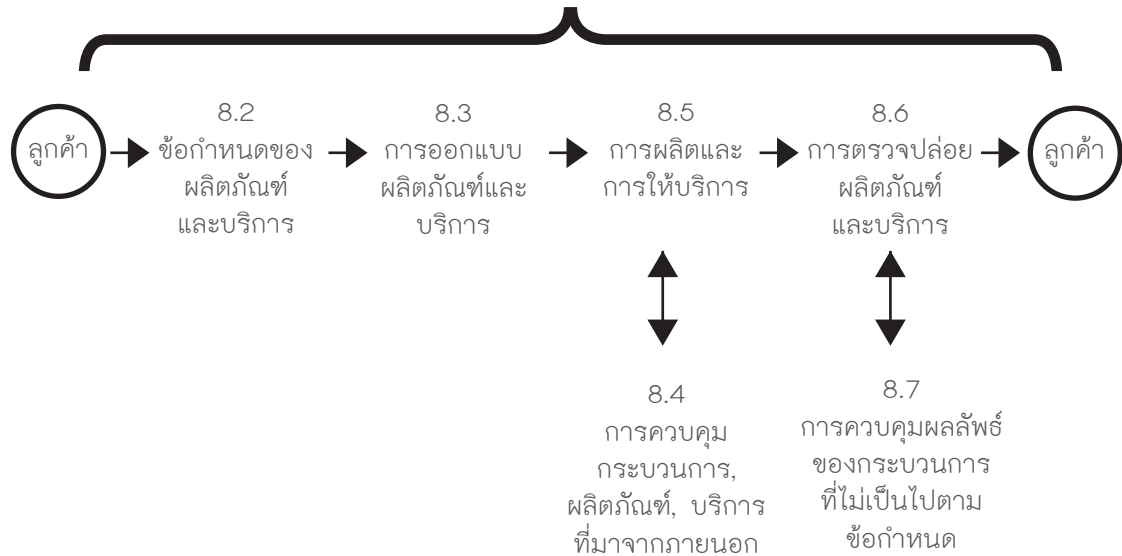 ลูกค้า
8.2
ข้อกำหนดของ
ผลิตภัณฑ์
และบริการ
8.3
การออกแบบ
ผลิตภัณฑ์และ
บริการ
8.5
การผลิตและ
การให้บริการ
8.6
การตรวจปล่อย
ผลิตภัณฑ์
และบริการ
ลูกค้า
8.4
การควบคุม
กระบวนการ,
ผลิตภัณฑ์, บริการ
ที่มาจากภายนอก
8.7
การควบคุมผลลัพธ์
ของกระบวนการ
ที่ไม่เป็นไปตาม
ข้อกำหนด